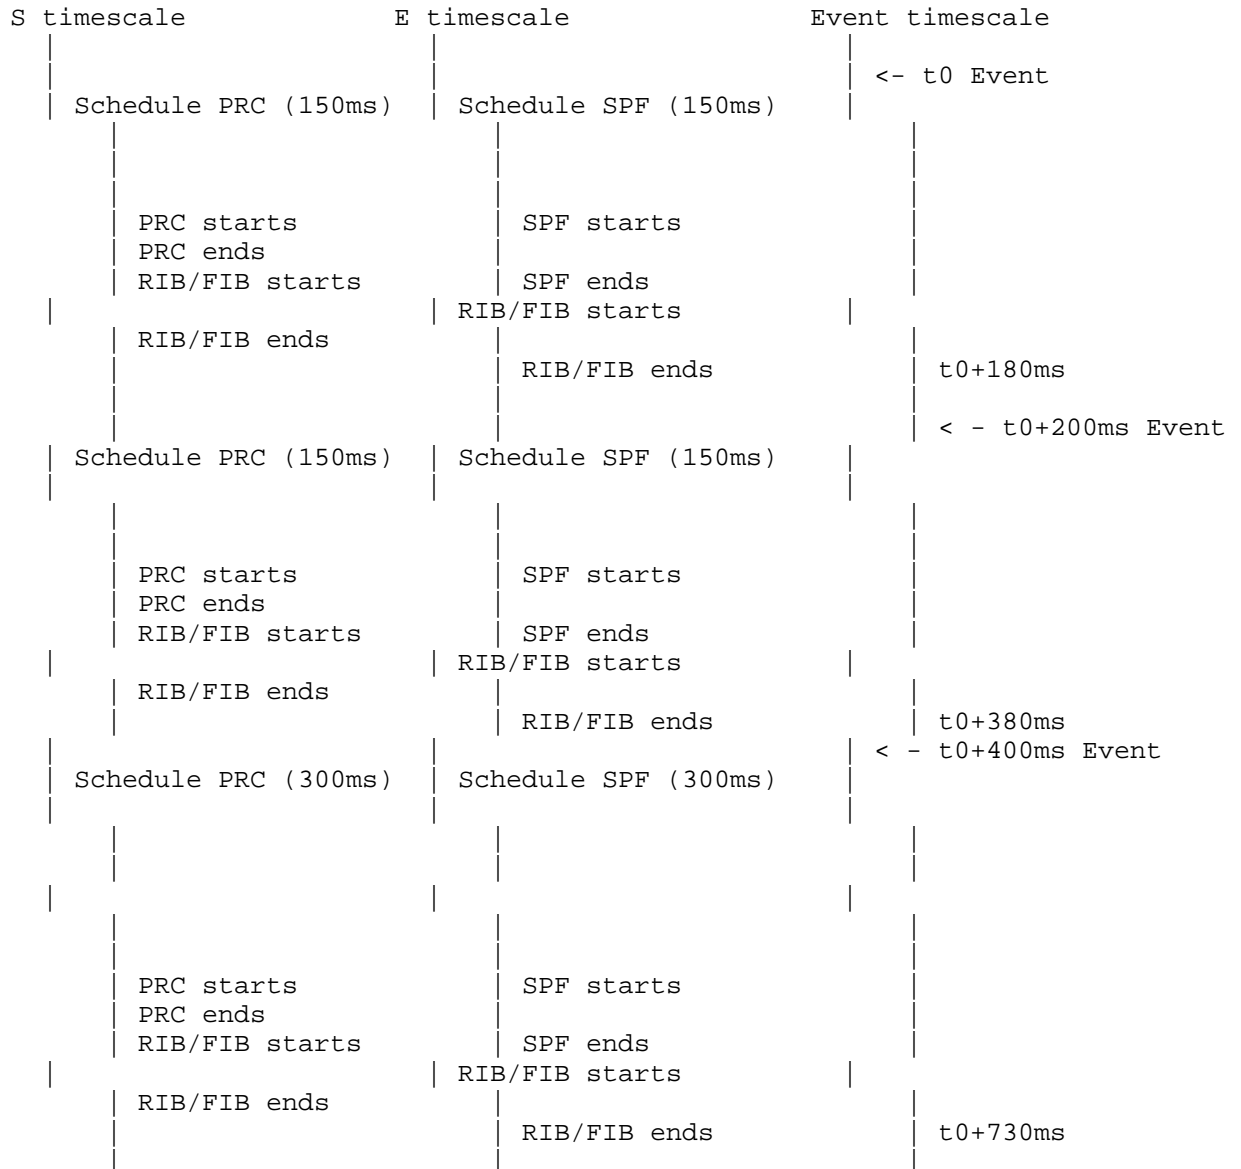 S timescale E timescale Event timescale
<- t0 Event
Schedule PRC (150ms) Schedule SPF (150ms)
PRC starts SPF starts
PRC ends
RIB/FIB starts SPF ends
RIB/FIB starts
RIB/FIB ends
RIB/FIB ends t0+180ms
< - t0+200ms Event
Schedule PRC (150ms) Schedule SPF (150ms)
PRC starts SPF starts
PRC ends
RIB/FIB starts SPF ends
RIB/FIB starts
RIB/FIB ends
RIB/FIB ends t0+380ms
< - t0+400ms Event
Schedule PRC (300ms) Schedule SPF (300ms)
PRC starts SPF starts
PRC ends
RIB/FIB starts SPF ends
RIB/FIB starts
RIB/FIB ends
RIB/FIB ends t0+730ms